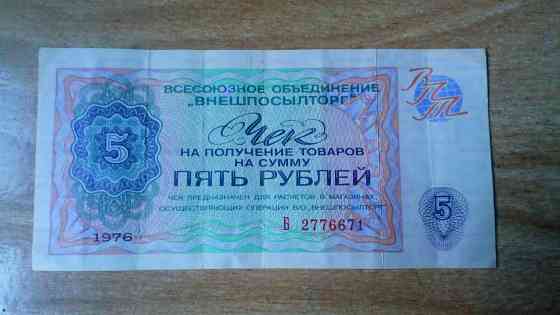 ВСЕСОЮЗНОЕ ОБЪЕДИНЕНИЕ
„ВНЕШПОСЫЛТОРГ"
ВПТ
Чек
НА ПОЛУЧЕНИЕ ТОВАРОВ
НА СУММУ
ПЯТЬ РУБЛЕЙ
ЧЕК ПРЕДНАЗНАЧЕН ДЛЯ РАСЧЕТОВ В МАГАЗИНАХ,
ОСУЩЕСТВЛЯЮЩИХ ОПЕРАЦИИ В/О „ВНЕШПОСЫЛТОРГ"
5
5
1976
Б 2776671